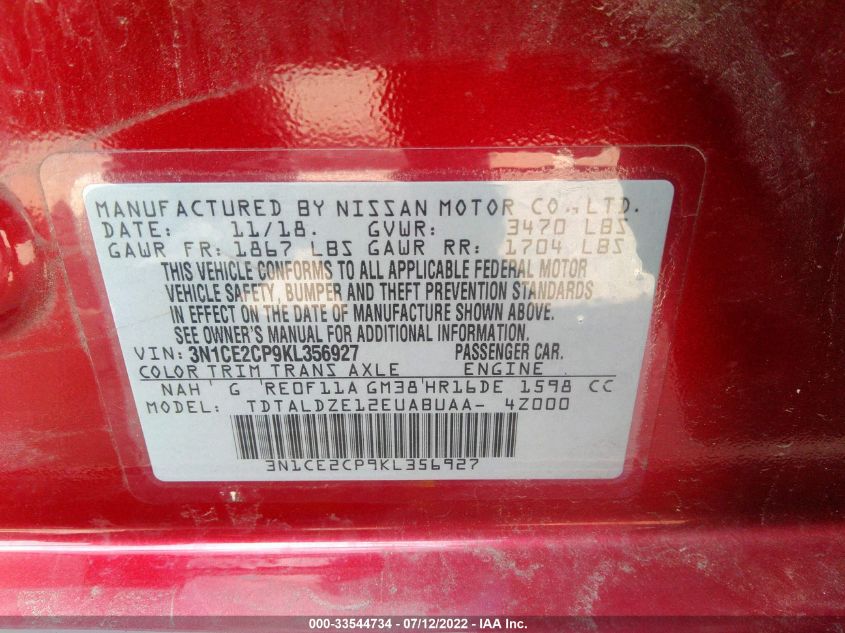 MANUFACTURED BY NISSAN MOTOR CO.,LTD.
DATE: 11/18. GVWR: 3470 LBS
GAWR FR: 1867 LBS GAWR RR: 1704 LBS
THIS VEHICLE CONFORMS TO ALL APPLICABLE FEDERAL MOTOR
VEHICLE SAFETY, BUMPER AND THEFT PREVENTION STANDARDS
IN EFFECT ON THE DATE OF MANUFACTURE SHOWN ABOVE.
SEE OWNER'S MANUAL FOR ADDITIONAL INFORMATION.
VIN: 3N1CE2CP9KL356927 PASSENGER CAR.
COLOR TRIM TRANS AXLE ENGINE
NAH G RE0F11A GM38 HR16DE 1598 CC
MODEL: TDTALDZE12EUABUAA- 4Z000
3N1CE2CP9KL356927
000-33544734 - 07/12/2022 - IAA Inc.